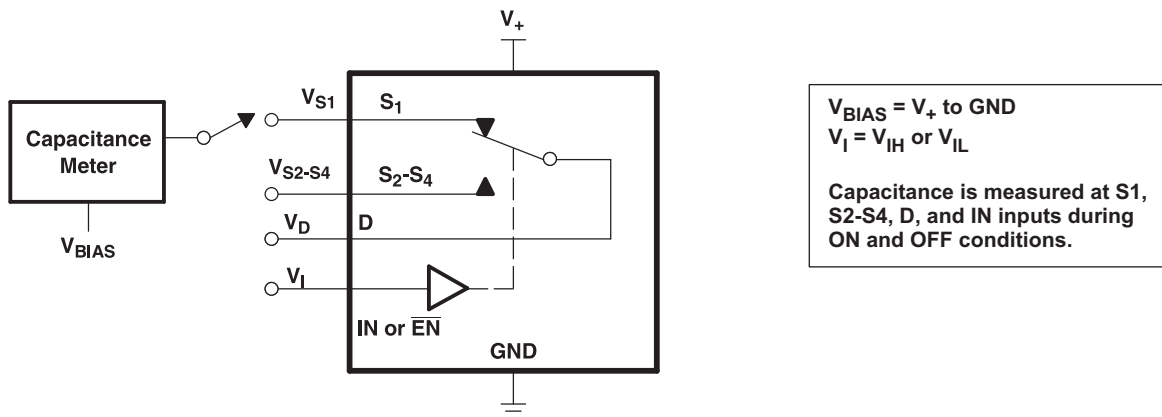 V+
VS1
S1
Capacitance
Meter
VS2-S4
S2-S4
VD
D
VBIAS
VI
IN or E̅N̅
GND
VBIAS = V+ to GND
VI = VIH or VIL
Capacitance is measured at S1,
S2-S4, D, and IN inputs during
ON and OFF conditions.